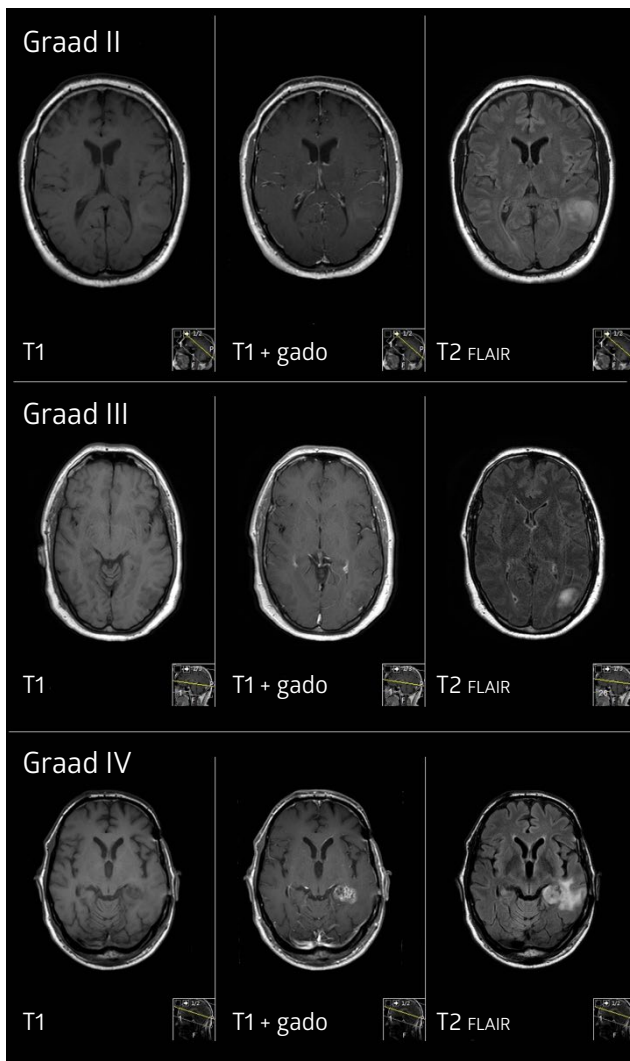 Graad II
T1
T1 + gado
T2 FLAIR
Graad III
T1
T1 + gado
T2 FLAIR
Graad IV
T1
T1 + gado
T2 FLAIR